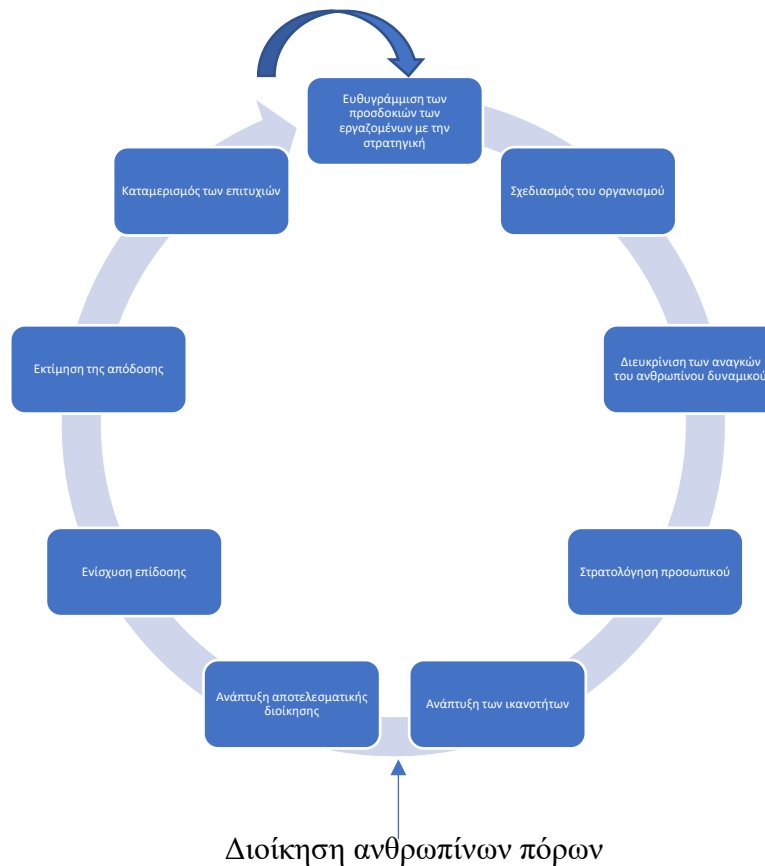 Ευθυγράμμιση των
προσδοκιών των
εργαζομένων με την
στρατηγική
Σχεδιασμός του οργανισμού
Διευκρίνιση των αναγκών
του ανθρωπίνου δυναμικού
Στρατολόγηση προσωπικού
Ανάπτυξη των ικανοτήτων
Ανάπτυξη αποτελεσματικής
διοίκησης
Ενίσχυση επίδοσης
Εκτίμηση της απόδοσης
Καταμερισμός των επιτυχιών
Διοίκηση ανθρωπίνων πόρων